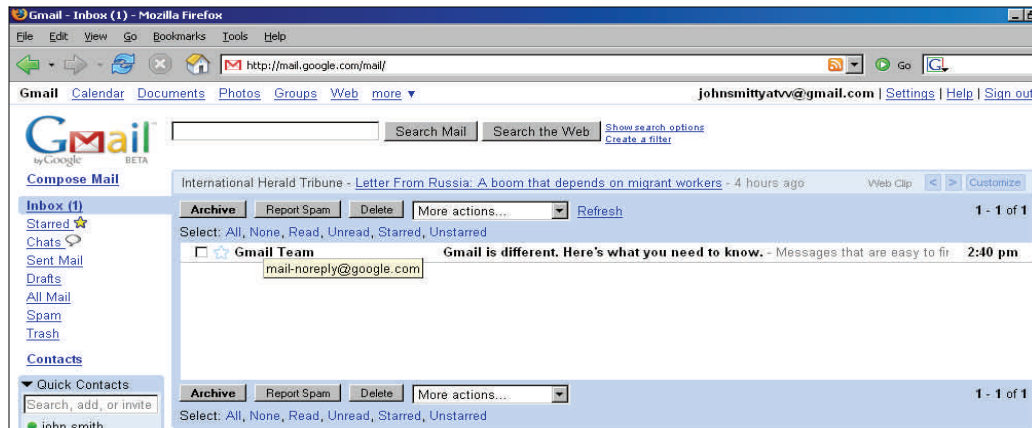 Gmail - Inbox (1) - Mozilla Firefox
File Edit View Go Bookmarks Tools Help
http://mail.google.com/mail/ Go G
Gmail Calendar Documents Photos Groups Web more johnsmittyatvv@gmail.com | Settings | Help | Sign out
Gmail
by Google BETA
Search Mail Search the Web Show search options
Create a filter
Compose Mail
International Herald Tribune - Letter From Russia: A boom that depends on migrant workers - 4 hours ago Web Clip < > Customize
Inbox (1)
Archive Report Spam Delete More actions... Refresh 1 - 1 of 1
Starred
Select: All, None, Read, Unread, Starred, Unstarred
Chats
Gmail Team Gmail is different. Here's what you need to know. - Messages that are easy to fir 2:40 pm
Sent Mail
mail-noreply@google.com
Drafts
All Mail
Spam
Trash
Contacts
Quick Contacts
Archive Report Spam Delete More actions... 1 - 1 of 1
Search, add, or invite
Select: All, None, Read, Unread, Starred, Unstarred
john smith